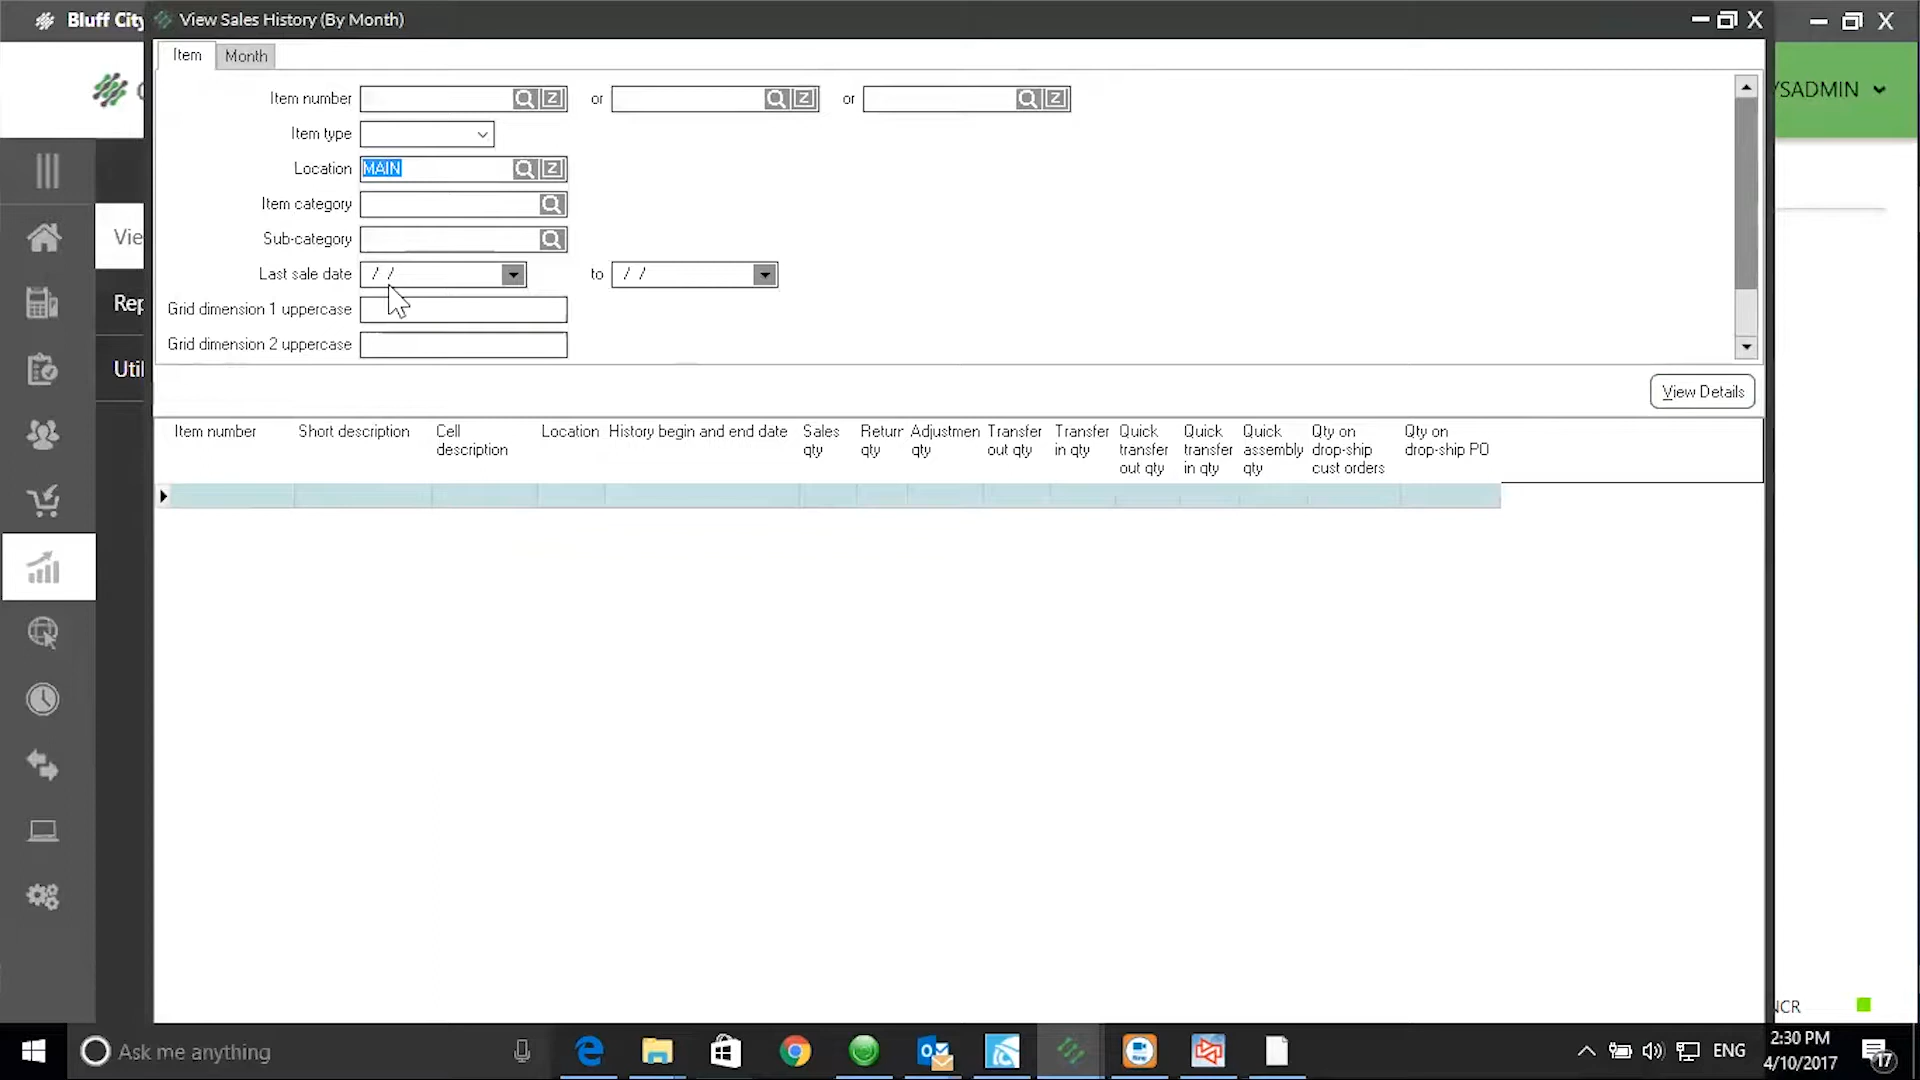 Bluff City
View Sales History (By Month)
Item
Month
Item number
or
or
Item type
Location
MAIN
Item category
Sub-category
Last sale date
/ /
to
/ /
Grid dimension 1 uppercase
Grid dimension 2 uppercase
View Details
Item number
Short description
Cell
description
Location
History begin and end date
Sales
qty
Returr
qty
Adjustmen
qty
Transfer
out qty
Transfer
in qty
Quick
transfer
out qty
Quick
transfer
in qty
Quick
assembly
qty
Qty on
drop-ship
cust orders
Qty on
drop-ship PO
YSADMIN
Vie
Rep
Util
NCR
Ask me anything
ENG
2:30 PM
4/10/2017
17